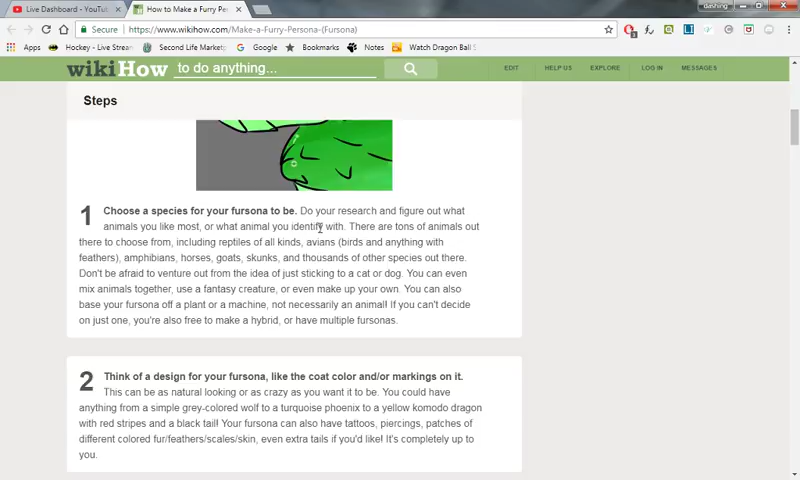 Live Dashboard - YouTu
How to Make a Furry Per
dashing
Secure
https://www.wikihow.com/Make-a-Furry-Persona-(Fursona)
Apps
Hockey - Live Stream
Second Life Marketp
Google
Bookmarks
Notes
Watch Dragon Ball S
wikiHow to do anything...
EDIT
HELP US
EXPLORE
LOG IN
MESSAGES
Steps
1 Choose a species for your fursona to be. Do your research and figure out what
animals you like most, or what animal you identify with. There are tons of animals out
there to choose from, including reptiles of all kinds, avians (birds and anything with
feathers), amphibians, horses, goats, skunks, and thousands of other species out there.
Don't be afraid to venture out from the idea of just sticking to a cat or dog. You can even
mix animals together, use a fantasy creature, or even make up your own. You can also
base your fursona off a plant or a machine, not necessarily an animal! If you can't decide
on just one, you're also free to make a hybrid, or have multiple fursonas.
2 Think of a design for your fursona, like the coat color and/or markings on it.
This can be as natural looking or as crazy as you want it to be. You could have
anything from a simple grey-colored wolf to a turquoise phoenix to a yellow komodo dragon
with red stripes and a black tail! Your fursona can also have tattoos, piercings, patches of
different colored fur/feathers/scales/skin, even extra tails if you'd like! It's completely up to
you.